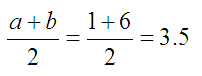 (a + b)/2 = (1 + 6)/2 = 3.5